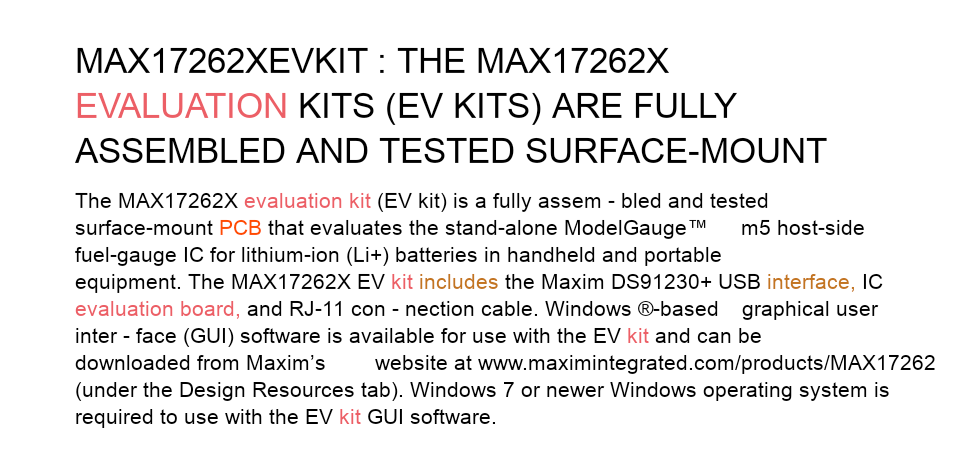 MAX17262XEVKIT : THE MAX17262X
EVALUATION KITS (EV KITS) ARE FULLY
ASSEMBLED AND TESTED SURFACE-MOUNT
The MAX17262X evaluation kit (EV kit) is a fully assem - bled and tested
surface-mount PCB that evaluates the stand-alone ModelGauge™ m5 host-side
fuel-gauge IC for lithium-ion (Li+) batteries in handheld and portable
equipment. The MAX17262X EV kit includes the Maxim DS91230+ USB interface, IC
evaluation board, and RJ-11 con - nection cable. Windows ®-based graphical user
inter - face (GUI) software is available for use with the EV kit and can be
downloaded from Maxim’s website at www.maximintegrated.com/products/MAX17262
(under the Design Resources tab). Windows 7 or newer Windows operating system is
required to use with the EV kit GUI software.